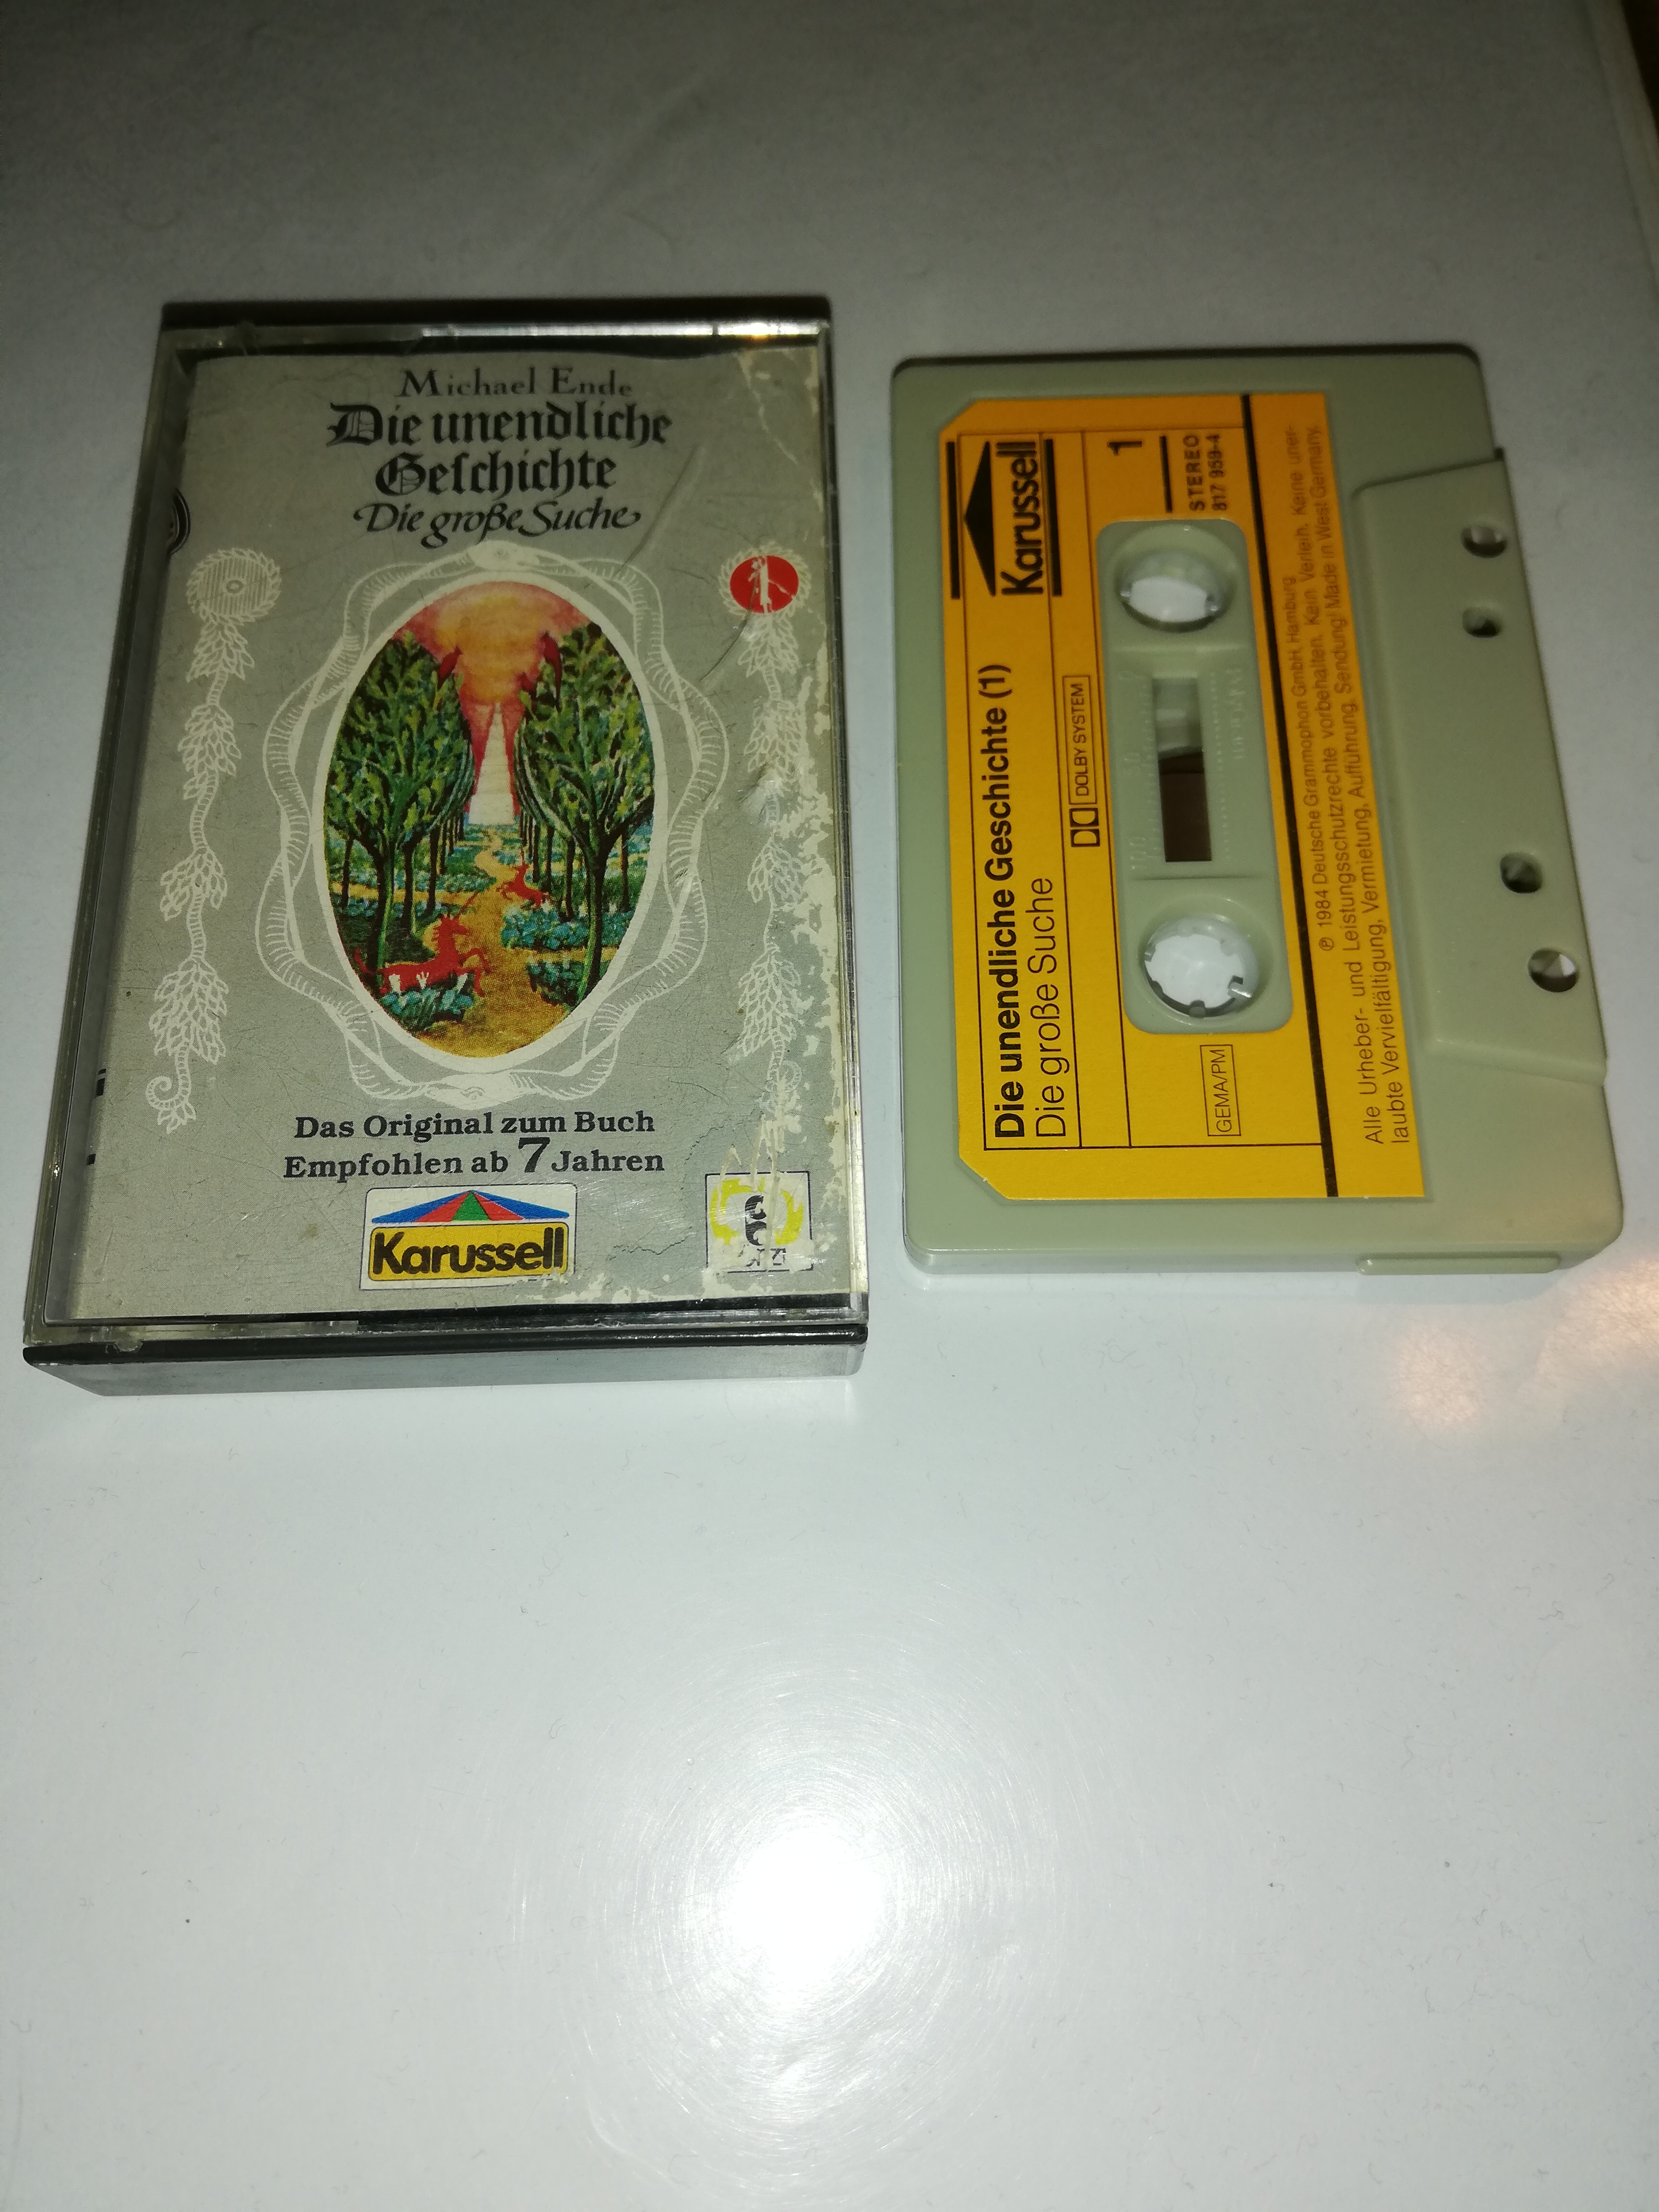 Michael Ende
Die unendliche
Geschichte
Die große Suche
1
Das Original zum Buch
Empfohlen ab 7 Jahren
Karussell
Karussell
Die unendliche Geschichte (1)
Die große Suche
DOLBY SYSTEM
1
STEREO
817 959-4
GEMA/PM
℗ 1984 Deutsche Grammophon GmbH, Hamburg
Alle Urheber- und Leistungsschutzrechte vorbehalten. Kein Verleih. Keine uner-
laubte Vervielfältigung, Vermietung, Aufführung, Sendung! Made in West Germany.